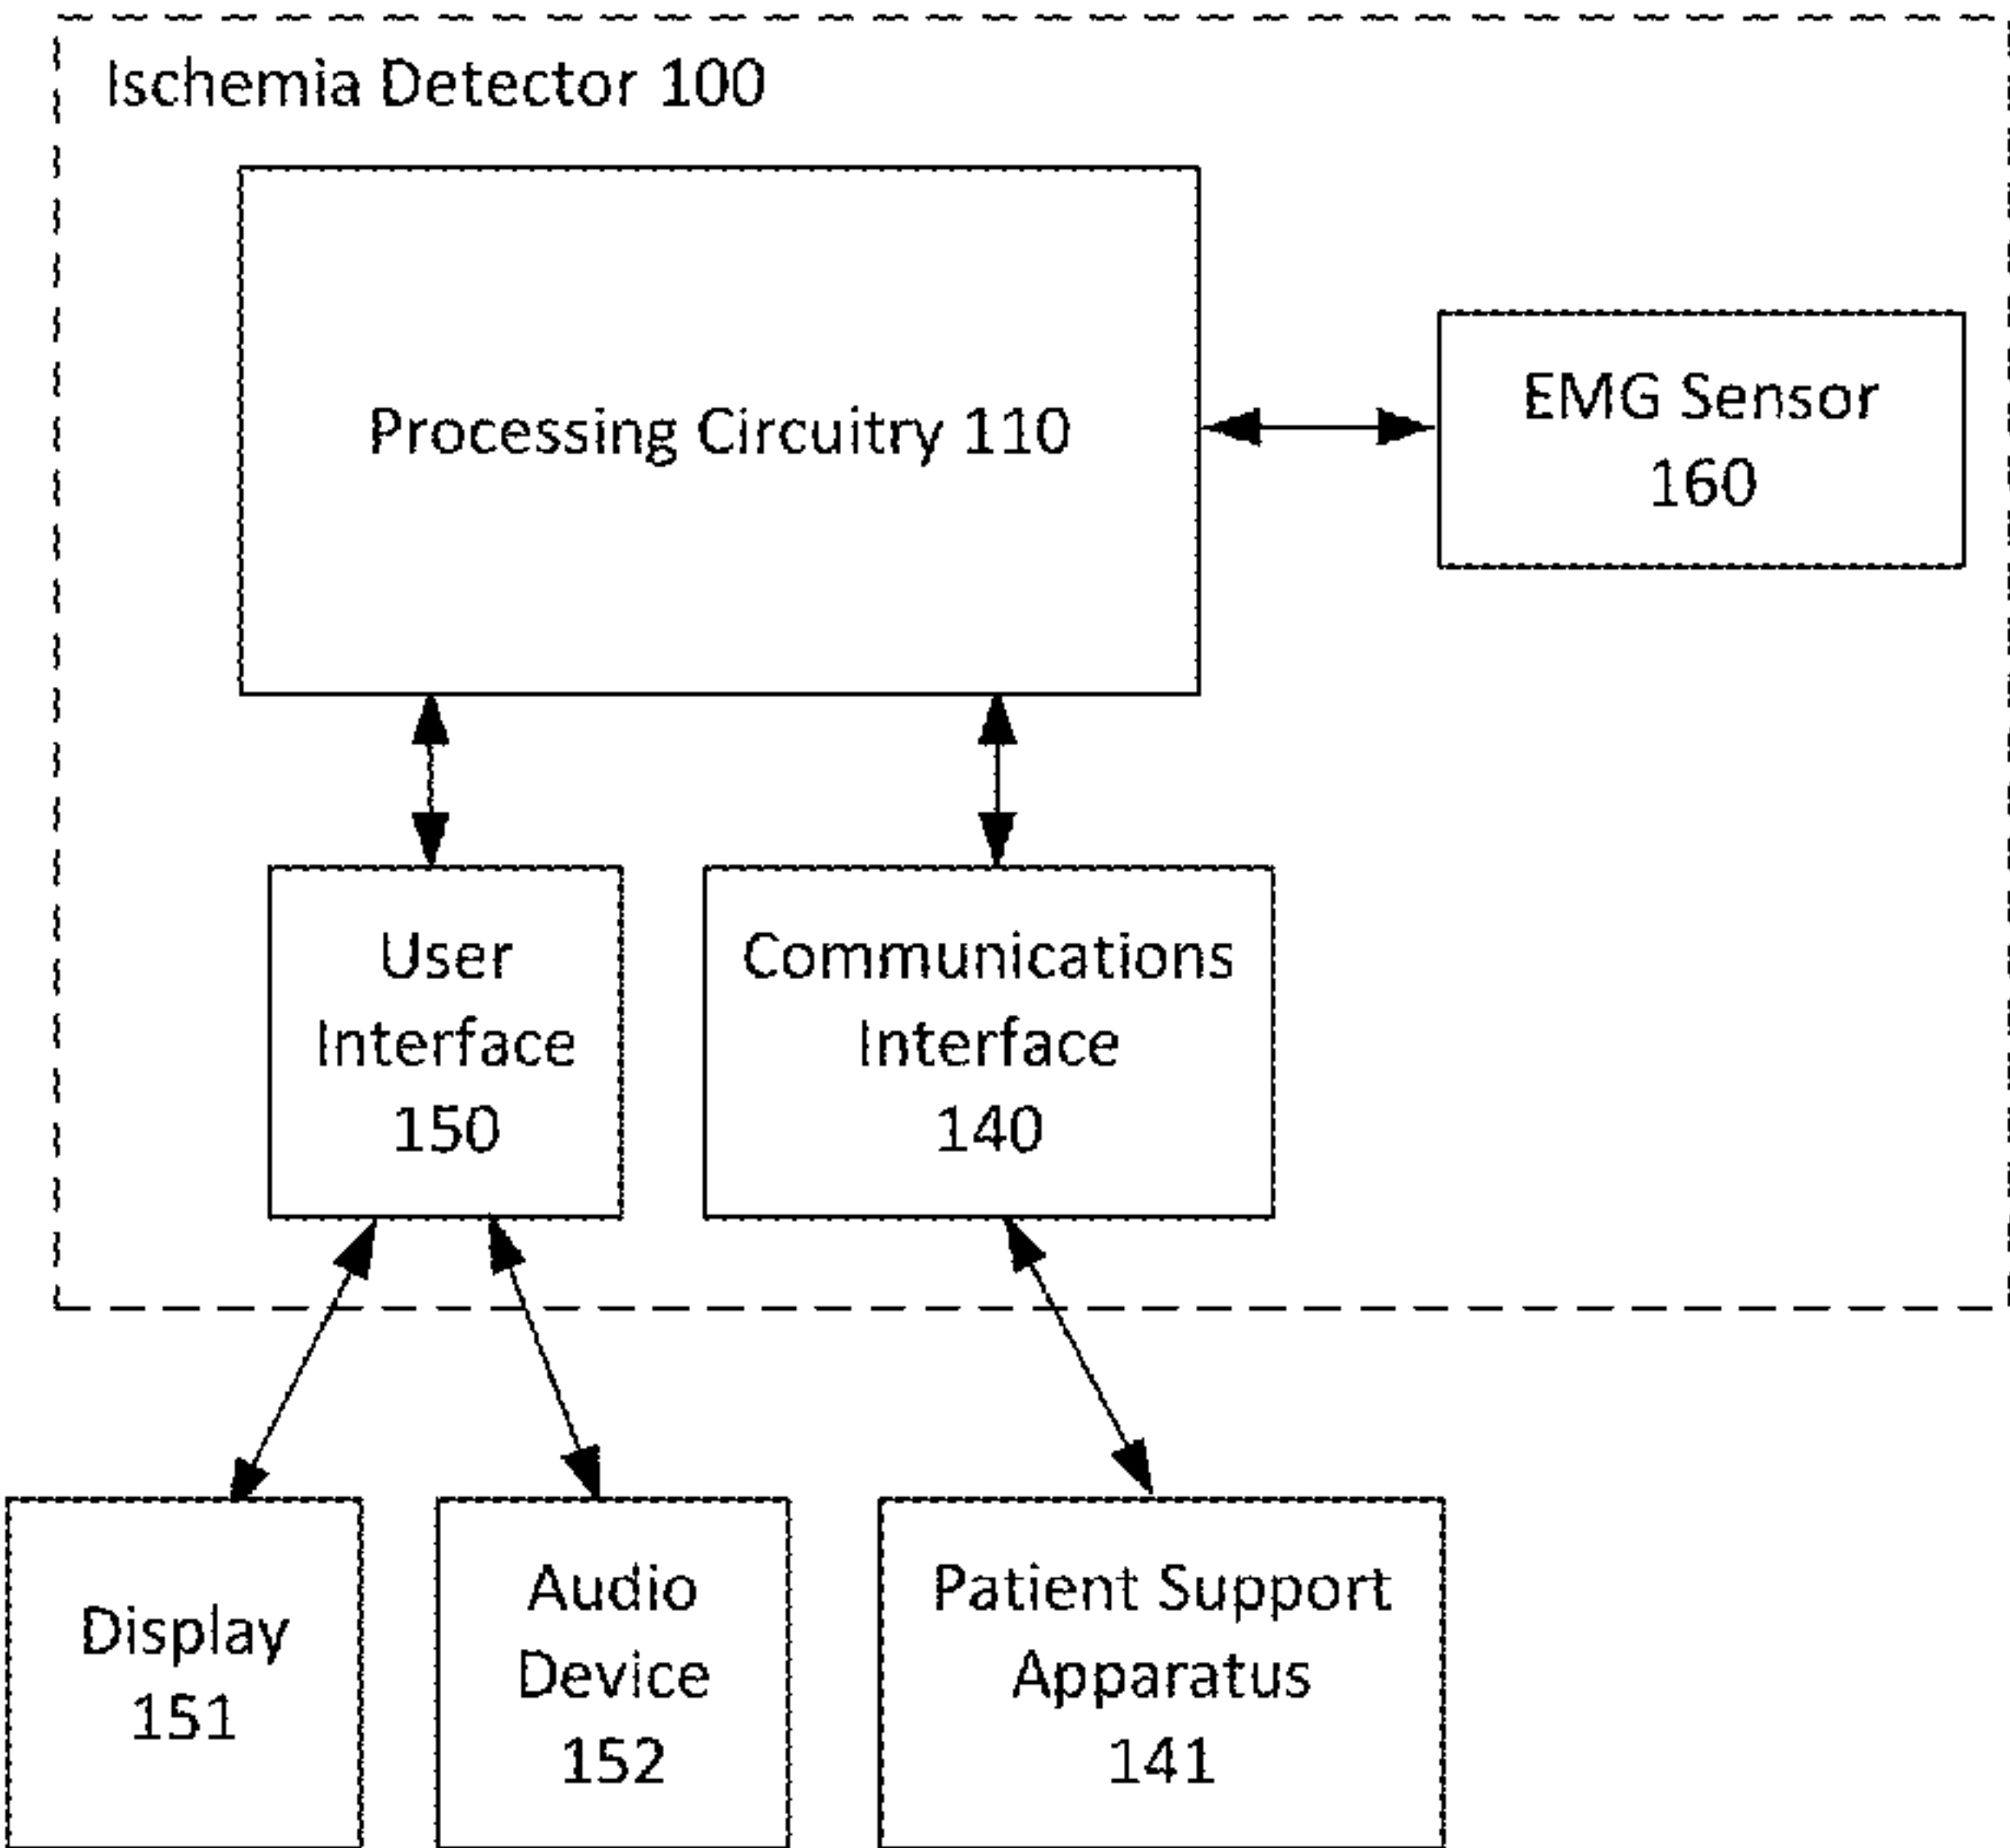 Ischemia Detector 100
Processing Circuitry 110
EMG Sensor
160
User
Interface
150
Communications
Interface
140
Display
151
Audio
Device
152
Patient Support
Apparatus
141